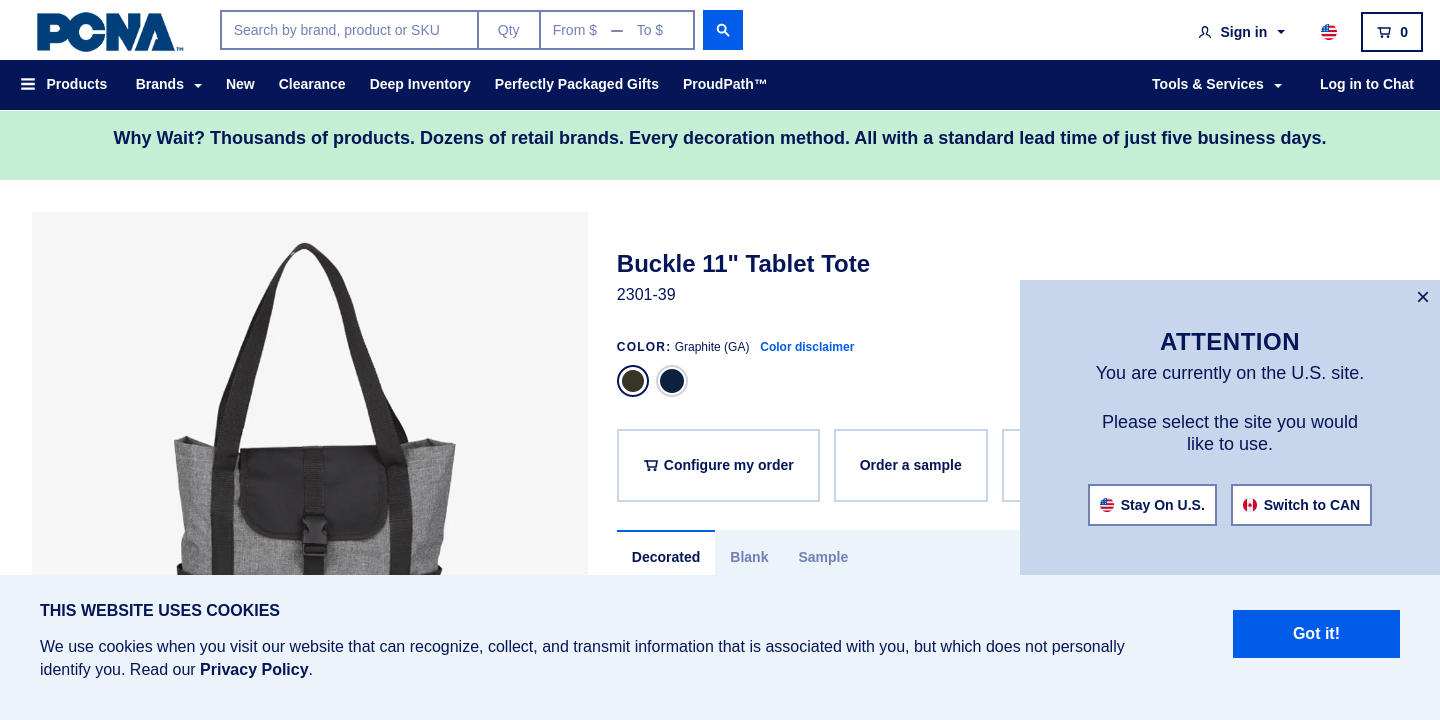 PCNA™
Search by brand, product or SKU
Qty
From $ — To $
Sign in
0
Products
Brands
New
Clearance
Deep Inventory
Perfectly Packaged Gifts
ProudPath™
Tools & Services
Log in to Chat
Why Wait? Thousands of products. Dozens of retail brands. Every decoration method. All with a standard lead time of just five business days.
Buckle 11" Tablet Tote
2301-39
COLOR: Graphite (GA) Color disclaimer
Configure my order
Order a sample
Decorated
Blank
Sample
×
ATTENTION
You are currently on the U.S. site.
Please select the site you would
like to use.
Stay On U.S.
Switch to CAN
THIS WEBSITE USES COOKIES
We use cookies when you visit our website that can recognize, collect, and transmit information that is associated with you, but which does not personally
identify you. Read our Privacy Policy.
Got it!